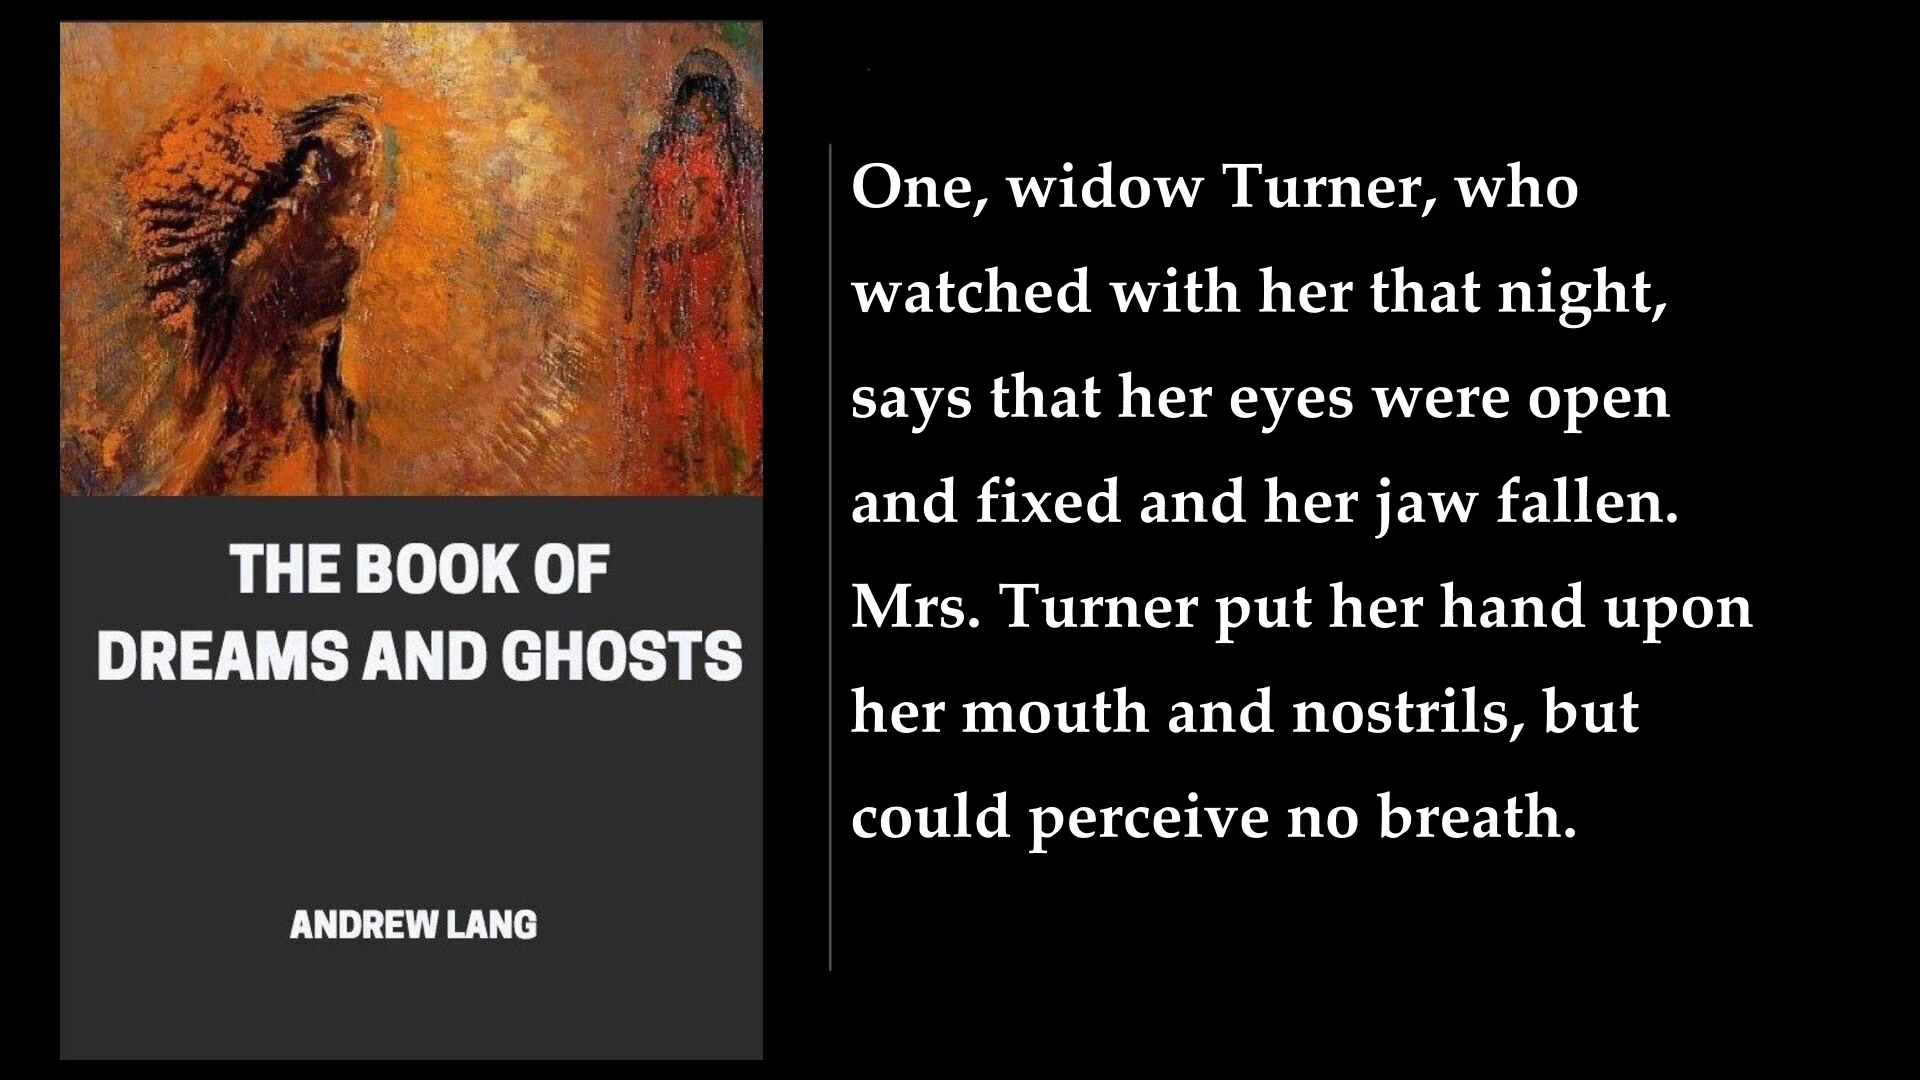 THE BOOK OF
DREAMS AND GHOSTS
ANDREW LANG
One, widow Turner, who
watched with her that night,
says that her eyes were open
and fixed and her jaw fallen.
Mrs. Turner put her hand upon
her mouth and nostrils, but
could perceive no breath.